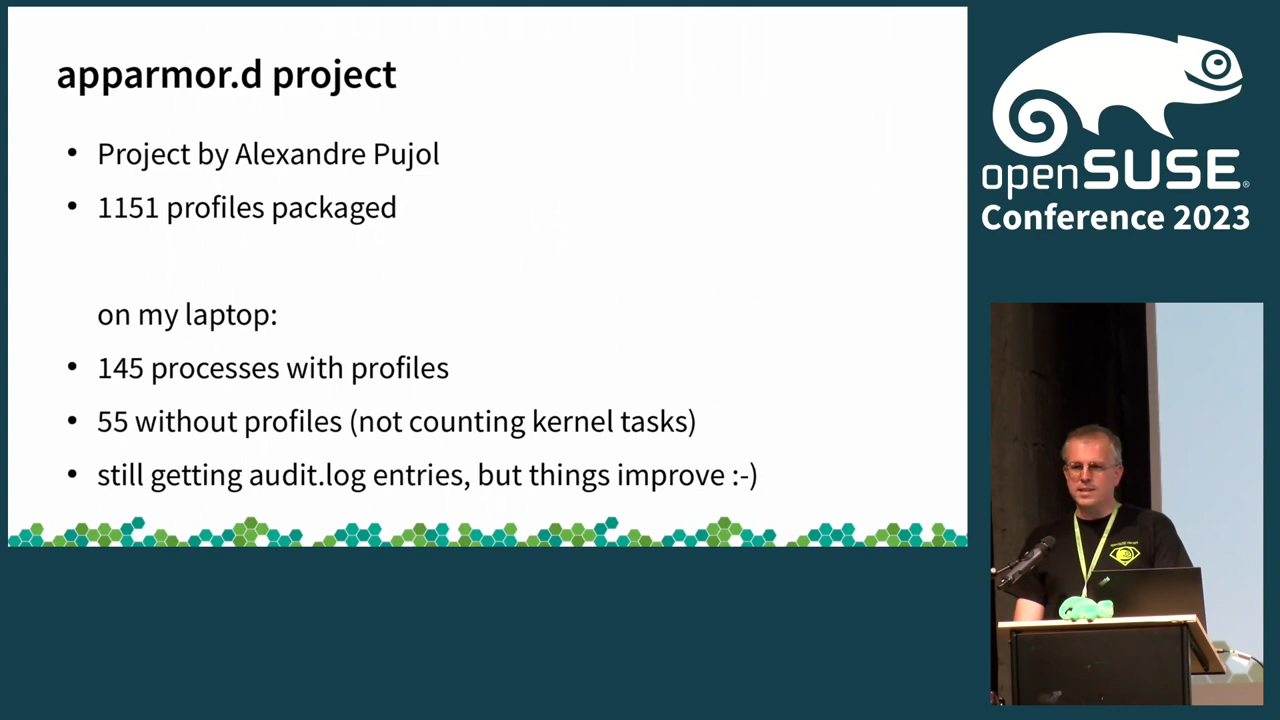 apparmor.d project
• Project by Alexandre Pujol
• 1151 profiles packaged
on my laptop:
• 145 processes with profiles
• 55 without profiles (not counting kernel tasks)
• still getting audit.log entries, but things improve :-)
openSUSE®
Conference 2023